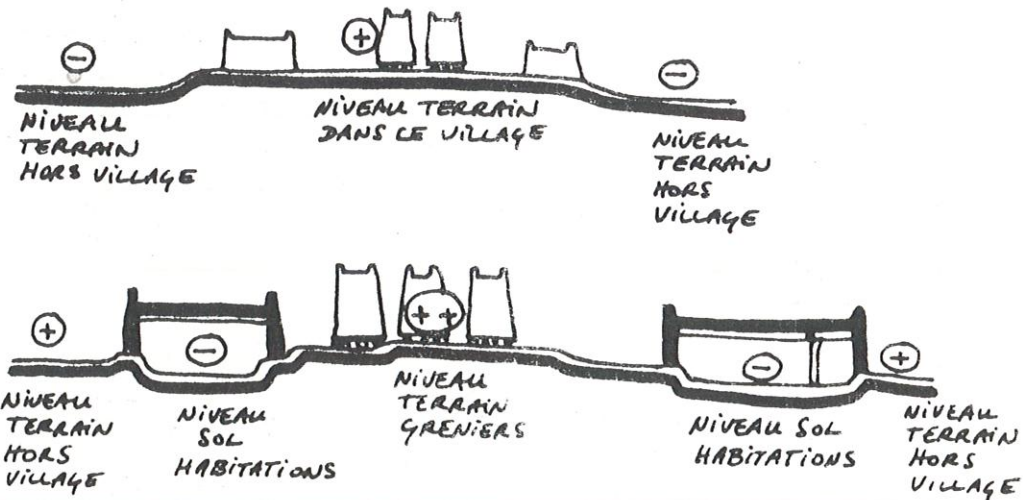 −
+
−
NIVEAU
TERRAIN
HORS VILLAGE
NIVEAU TERRAIN
DANS LE VILLAGE
NIVEAU
TERRAIN
HORS
VILLAGE
+
−
++
−
+
NIVEAU
TERRAIN
HORS
VILLAGE
NIVEAU
SOL
HABITATIONS
NIVEAU
TERRAIN
GRENIERS
NIVEAU SOL
HABITATIONS
NIVEAU
TERRAIN
HORS
VILLAGE